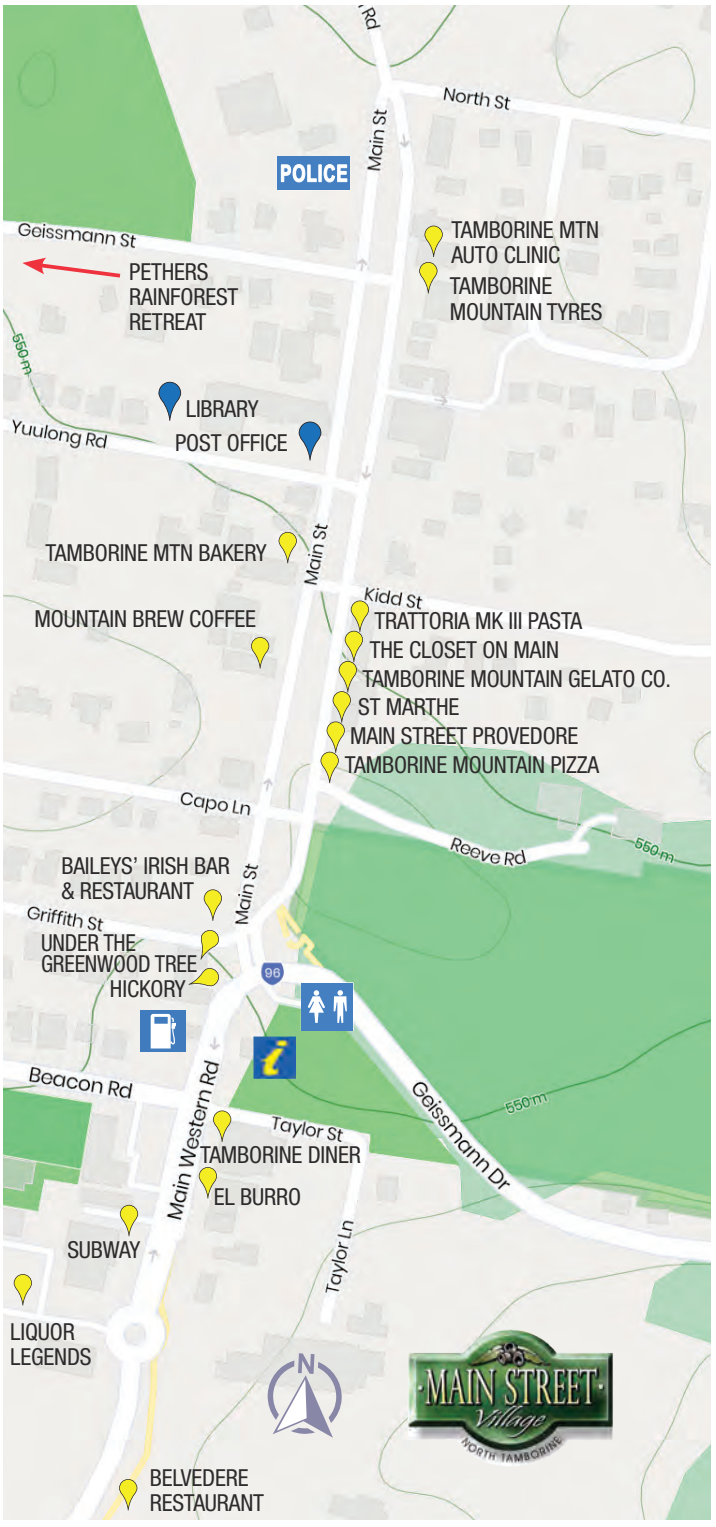 Rd
North St
Main St
POLICE
Geissmann St
TAMBORINE MTN
AUTO CLINIC
PETHERS
RAINFOREST
RETREAT
TAMBORINE
MOUNTAIN TYRES
550 m
LIBRARY
Yuulong Rd
POST OFFICE
TAMBORINE MTN BAKERY
Main St
Kidd St
MOUNTAIN BREW COFFEE
TRATTORIA MK III PASTA
THE CLOSET ON MAIN
TAMBORINE MOUNTAIN GELATO CO.
ST MARTHE
MAIN STREET PROVEDORE
TAMBORINE MOUNTAIN PIZZA
Capo Ln
Reeve Rd
550 m
BAILEYS' IRISH BAR
& RESTAURANT
Main St
Griffith St
UNDER THE
GREENWOOD TREE
HICKORY
96
i
Beacon Rd
Main Western Rd
Geissmann Dr
550 m
Taylor St
TAMBORINE DINER
EL BURRO
SUBWAY
Taylor Ln
LIQUOR
LEGENDS
N
MAIN STREET
Village
NORTH TAMBORINE
BELVEDERE
RESTAURANT